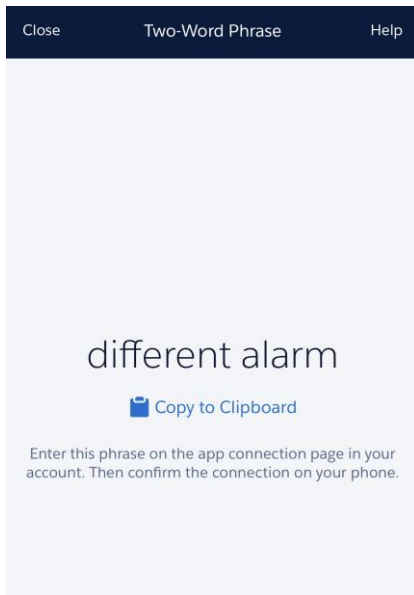 Close Two-Word Phrase Help
different alarm
Copy to Clipboard
Enter this phrase on the app connection page in your
account. Then confirm the connection on your phone.